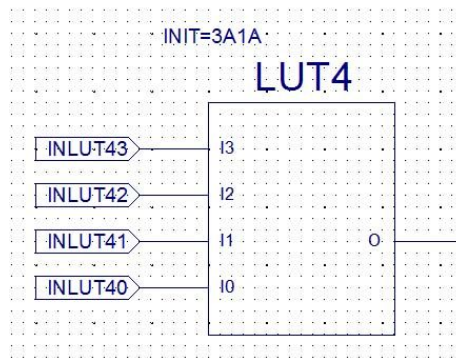 INIT=3A1A
LUT4
INLUT43 I3
INLUT42 I2
INLUT41 I1 O
INLUT40 I0